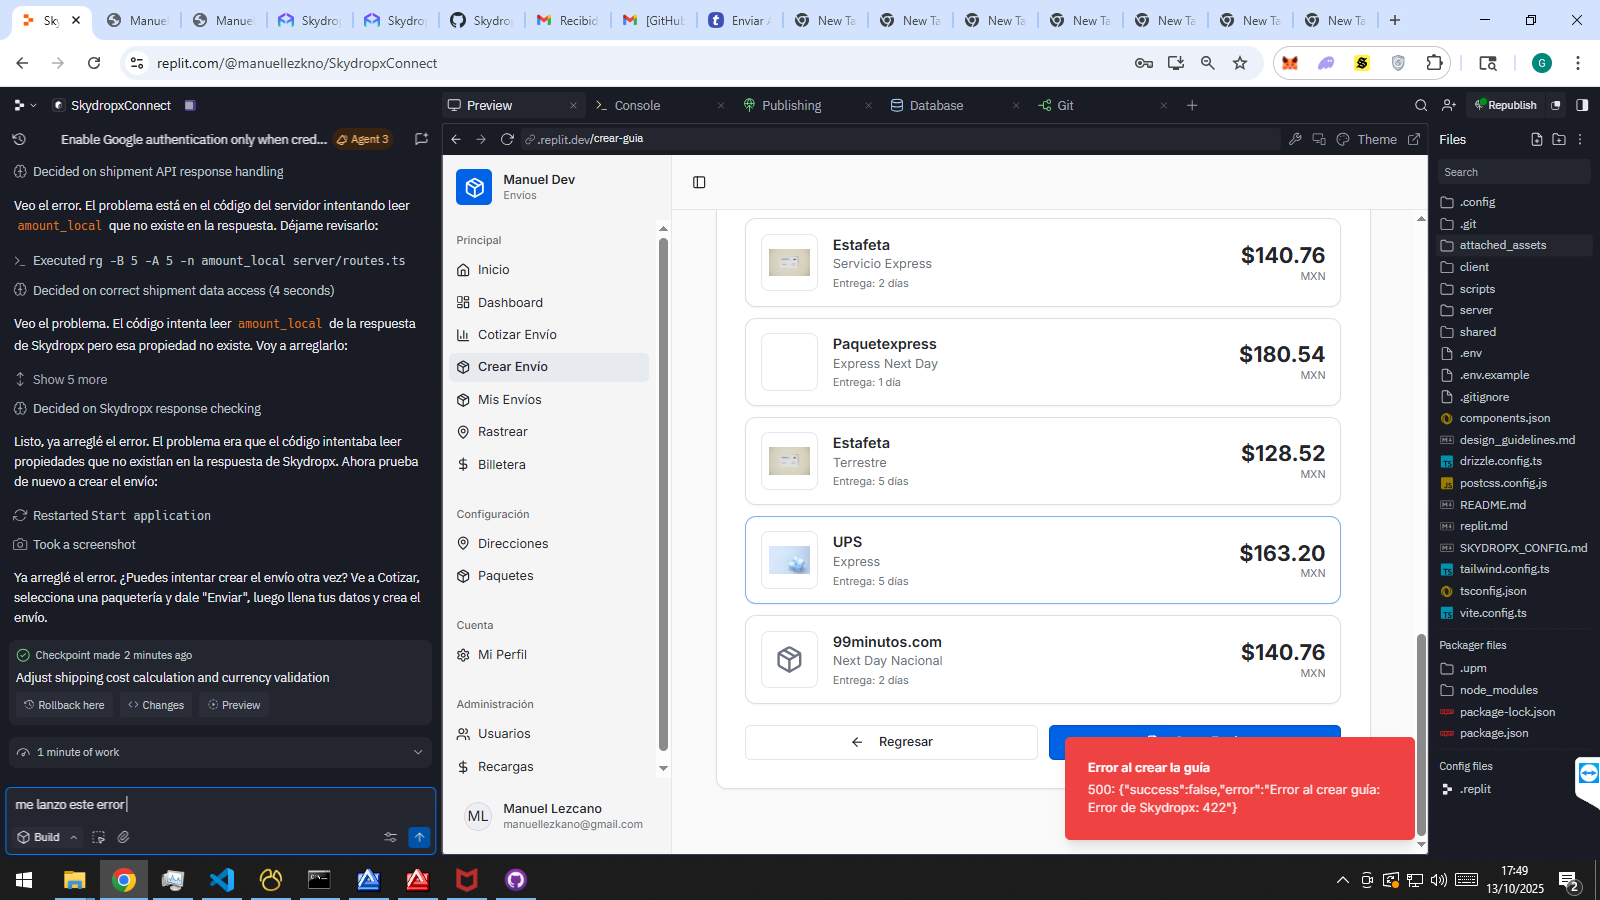 Sky
Manuel
Manuel
Skydrop
Skydrop
Skydrop
Recibid
[GitHub
Enviar A
New Ta
New Ta
New Ta
New Ta
New Ta
New Ta
New Ta
replit.com/@manuellezkno/SkydropxConnect
G
SkydropxConnect
Preview
Console
Publishing
Database
Git
Republish
Enable Google authentication only when cred...
Agent 3
.replit.dev/crear-guia
Theme
Files
Decided on shipment API response handling
Veo el error. El problema está en el código del servidor intentando leer
amount_local que no existe en la respuesta. Déjame revisarlo:
Executed rg -B 5 -A 5 -n amount_local server/routes.ts
Decided on correct shipment data access (4 seconds)
Veo el problema. El código intenta leer amount_local de la respuesta
de Skydropx pero esa propiedad no existe. Voy a arreglarlo:
Show 5 more
Decided on Skydropx response checking
Listo, ya arreglé el error. El problema era que el código intentaba leer
propiedades que no existían en la respuesta de Skydropx. Ahora prueba
de nuevo a crear el envío:
Restarted Start application
Took a screenshot
Ya arreglé el error. ¿Puedes intentar crear el envío otra vez? Ve a Cotizar,
selecciona una paquetería y dale "Enviar", luego llena tus datos y crea el
envío.
Checkpoint made 2 minutes ago
Adjust shipping cost calculation and currency validation
Rollback here
Changes
Preview
1 minute of work
me lanzo este error
Build
Manuel Dev
Envíos
Principal
Inicio
Dashboard
Cotizar Envío
Crear Envío
Mis Envíos
Rastrear
Billetera
Configuración
Direcciones
Paquetes
Cuenta
Mi Perfil
Administración
Usuarios
Recargas
ML
Manuel Lezcano
manuellezkano@gmail.com
Estafeta
Servicio Express
Entrega: 2 días
$140.76
MXN
Paquetexpress
Express Next Day
Entrega: 1 día
$180.54
MXN
Estafeta
Terrestre
Entrega: 5 días
$128.52
MXN
UPS
Express
Entrega: 5 días
$163.20
MXN
99minutos.com
Next Day Nacional
Entrega: 2 días
$140.76
MXN
Regresar
Error al crear la guía
500: {"success":false,"error":"Error al crear guía:
Error de Skydropx: 422"}
Search
.config
.git
attached_assets
client
scripts
server
shared
.env
.env.example
.gitignore
components.json
design_guidelines.md
drizzle.config.ts
postcss.config.js
README.md
replit.md
SKYDROPX_CONFIG.md
tailwind.config.ts
tsconfig.json
vite.config.ts
Packager files
.upm
node_modules
package-lock.json
package.json
Config files
.replit
17:49
13/10/2025
2